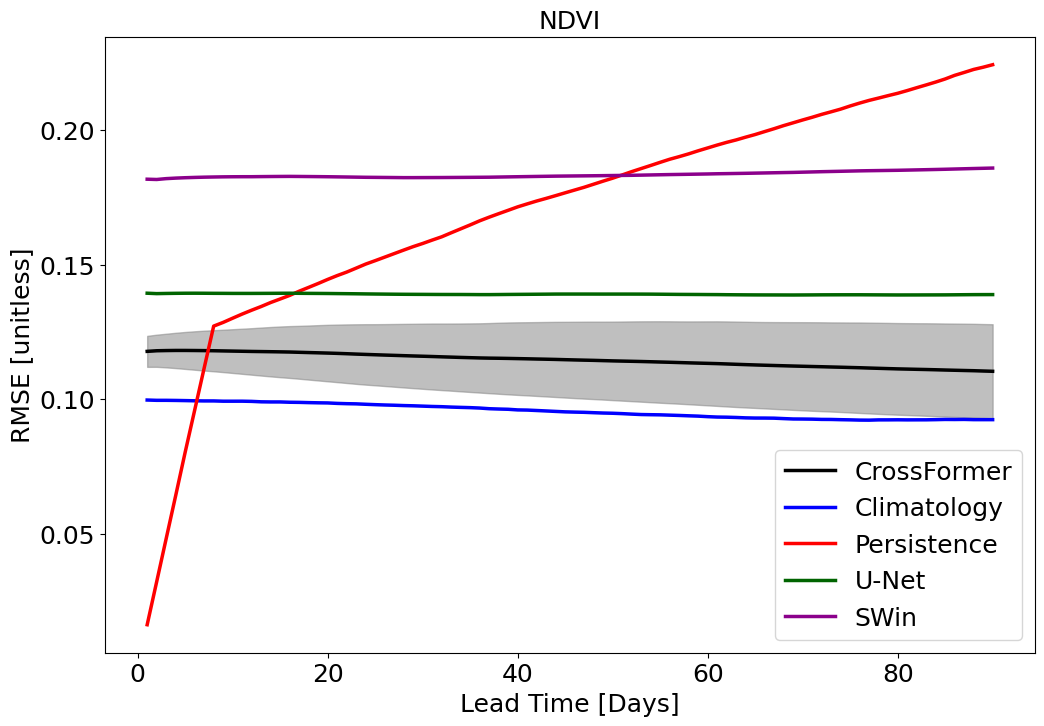 NDVI
RMSE [unitless]
0.20
0.15
0.10
0.05
0
20
40
60
80
Lead Time [Days]
CrossFormer
Climatology
Persistence
U-Net
SWin